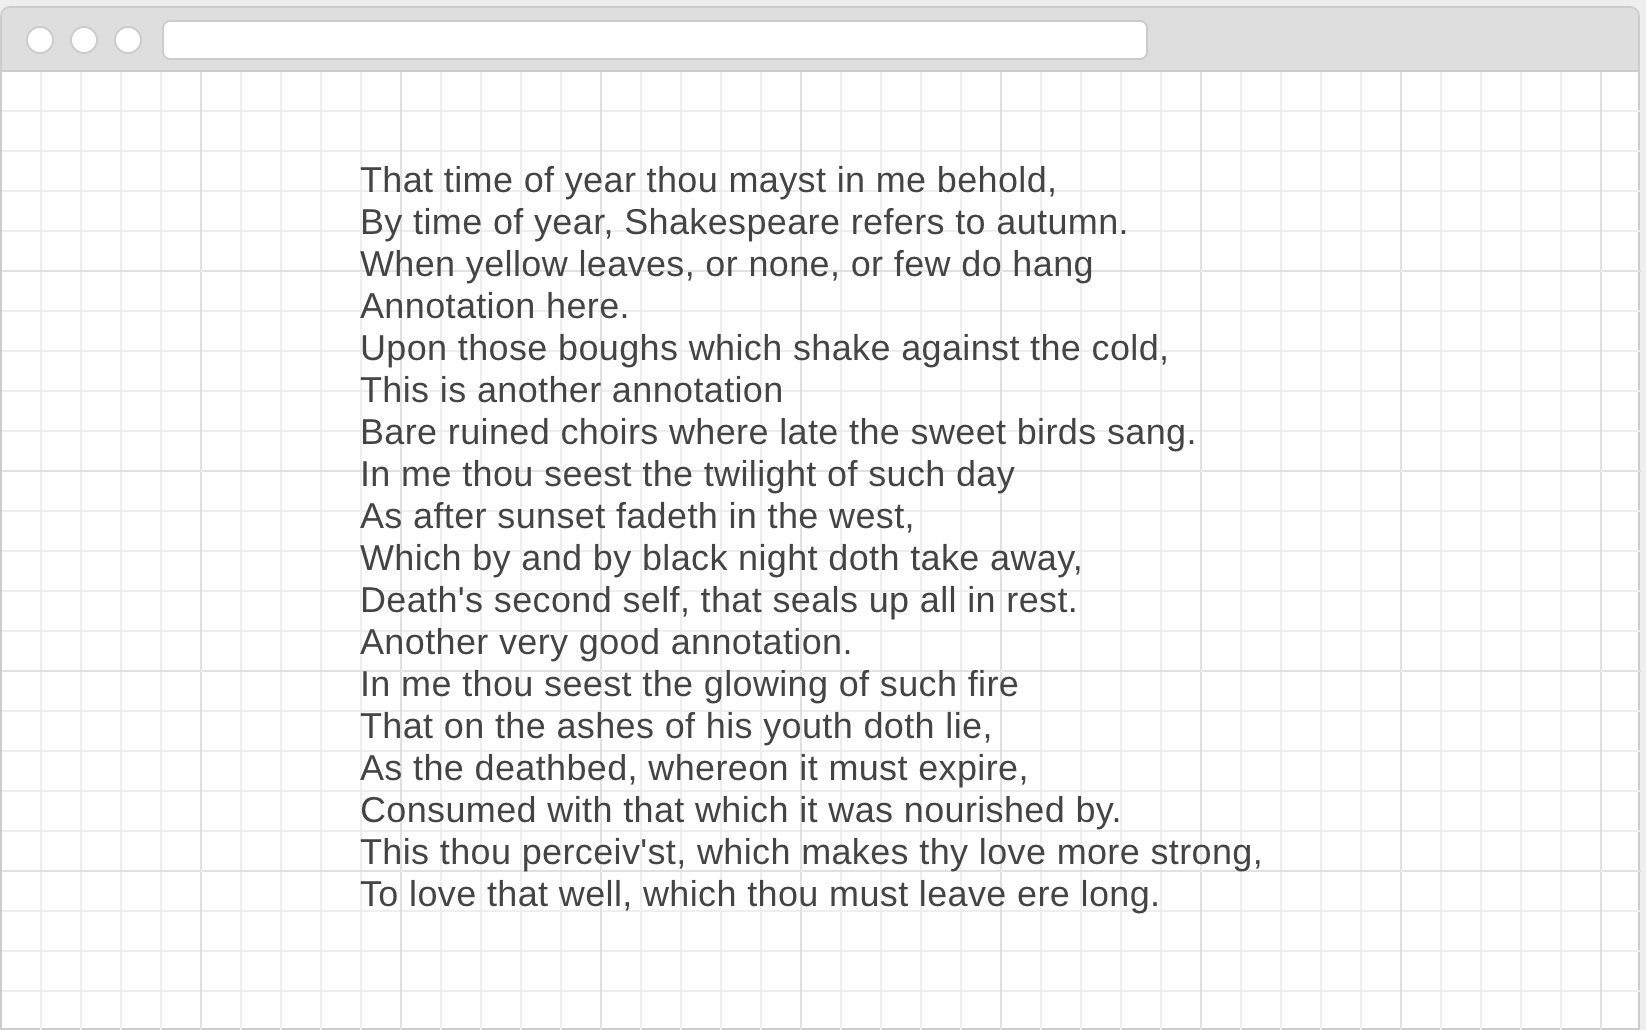 That time of year thou mayst in me behold,
By time of year, Shakespeare refers to autumn.
When yellow leaves, or none, or few do hang
Annotation here.
Upon those boughs which shake against the cold,
This is another annotation
Bare ruined choirs where late the sweet birds sang.
In me thou seest the twilight of such day
As after sunset fadeth in the west,
Which by and by black night doth take away,
Death's second self, that seals up all in rest.
Another very good annotation.
In me thou seest the glowing of such fire
That on the ashes of his youth doth lie,
As the deathbed, whereon it must expire,
Consumed with that which it was nourished by.
This thou perceiv'st, which makes thy love more strong,
To love that well, which thou must leave ere long.